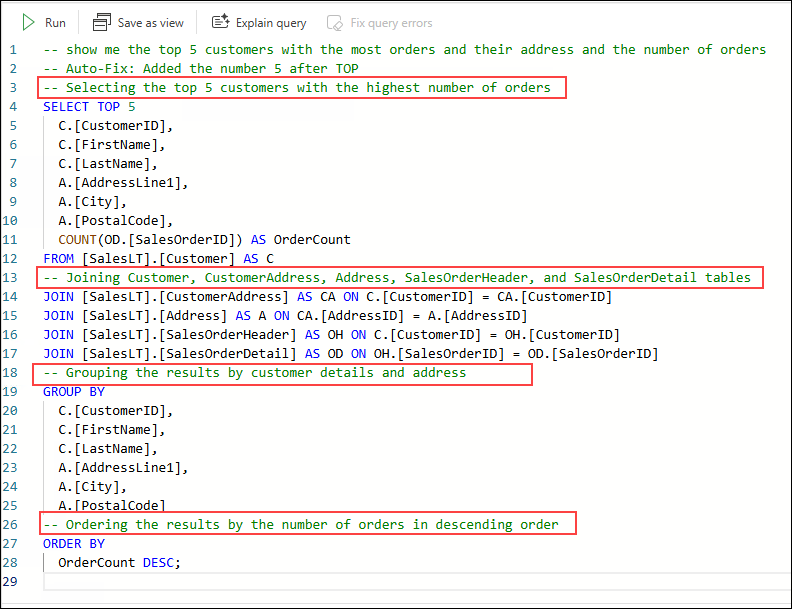 Run Save as view Explain query Fix query errors
1 -- show me the top 5 customers with the most orders and their address and the number of orders
2 -- Auto-Fix: Added the number 5 after TOP
3 -- Selecting the top 5 customers with the highest number of orders
4 SELECT TOP 5
5 C.[CustomerID],
6 C.[FirstName],
7 C.[LastName],
8 A.[AddressLine1],
9 A.[City],
10 A.[PostalCode],
11 COUNT(OD.[SalesOrderID]) AS OrderCount
12 FROM [SalesLT].[Customer] AS C
13 -- Joining Customer, CustomerAddress, Address, SalesOrderHeader, and SalesOrderDetail tables
14 JOIN [SalesLT].[CustomerAddress] AS CA ON C.[CustomerID] = CA.[CustomerID]
15 JOIN [SalesLT].[Address] AS A ON CA.[AddressID] = A.[AddressID]
16 JOIN [SalesLT].[SalesOrderHeader] AS OH ON C.[CustomerID] = OH.[CustomerID]
17 JOIN [SalesLT].[SalesOrderDetail] AS OD ON OH.[SalesOrderID] = OD.[SalesOrderID]
18 -- Grouping the results by customer details and address
19 GROUP BY
20 C.[CustomerID],
21 C.[FirstName],
22 C.[LastName],
23 A.[AddressLine1],
24 A.[City],
25 A.[PostalCode]
26 -- Ordering the results by the number of orders in descending order
27 ORDER BY
28 OrderCount DESC;
29